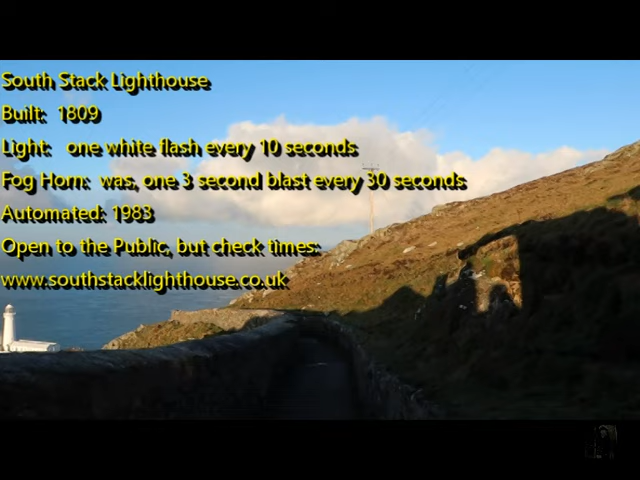 South Stack Lighthouse
Built:  1809
Light:   one white flash every 10 seconds
Fog Horn:  was, one 3 second blast every 30 seconds
Automated: 1983
Open to the Public, but check times:
www.southstacklighthouse.co.uk